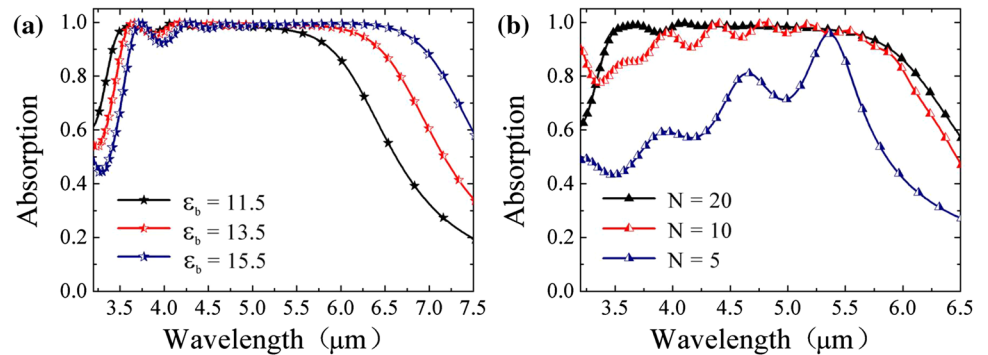 (a)
Absorption
1.0
0.8
0.6
0.4
0.2
0.0
ε_b = 11.5
ε_b = 13.5
ε_b = 15.5
3.5 4.0 4.5 5.0 5.5 6.0 6.5 7.0 7.5
Wavelength（μm）
(b)
Absorption
1.0
0.8
0.6
0.4
0.2
0.0
N = 20
N = 10
N = 5
3.5 4.0 4.5 5.0 5.5 6.0 6.5
Wavelength（μm）